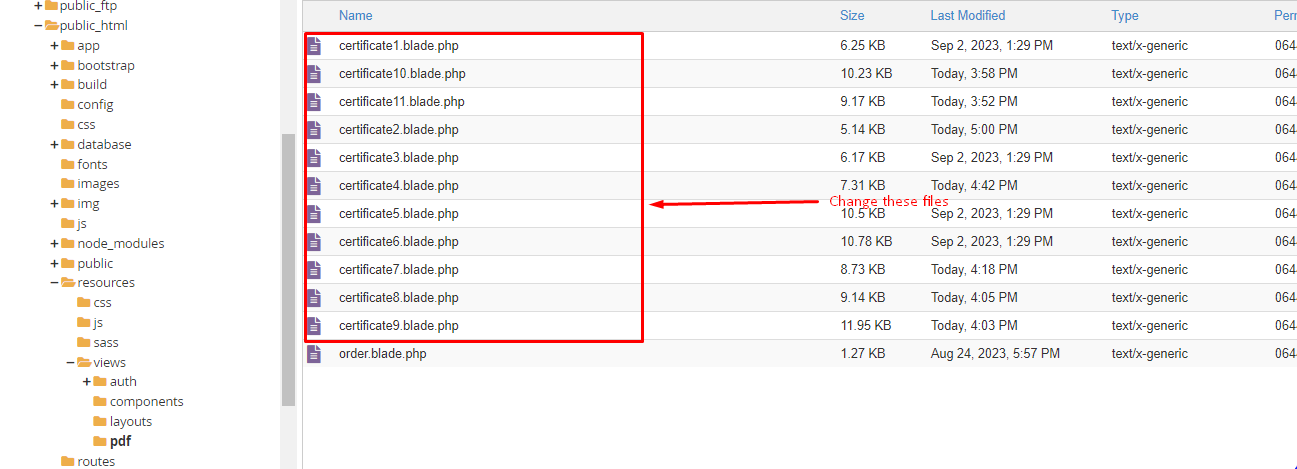 public_ftp
public_html
app
bootstrap
build
config
css
database
fonts
images
img
js
node_modules
public
resources
css
js
sass
views
auth
components
layouts
pdf
routes
Name Size Last Modified Type Perm
certificate1.blade.php 6.25 KB Sep 2, 2023, 1:29 PM text/x-generic 064
certificate10.blade.php 10.23 KB Today, 3:58 PM text/x-generic 064
certificate11.blade.php 9.17 KB Today, 3:52 PM text/x-generic 064
certificate2.blade.php 5.14 KB Today, 5:00 PM text/x-generic 064
certificate3.blade.php 6.17 KB Sep 2, 2023, 1:29 PM text/x-generic 064
certificate4.blade.php 7.31 KB Today, 4:42 PM text/x-generic 064
Change these files
certificate5.blade.php 10.5 KB Sep 2, 2023, 1:29 PM text/x-generic 064
certificate6.blade.php 10.78 KB Sep 2, 2023, 1:29 PM text/x-generic 064
certificate7.blade.php 8.73 KB Today, 4:18 PM text/x-generic 064
certificate8.blade.php 9.14 KB Today, 4:05 PM text/x-generic 064
certificate9.blade.php 11.95 KB Today, 4:03 PM text/x-generic 064
order.blade.php 1.27 KB Aug 24, 2023, 5:57 PM text/x-generic 064